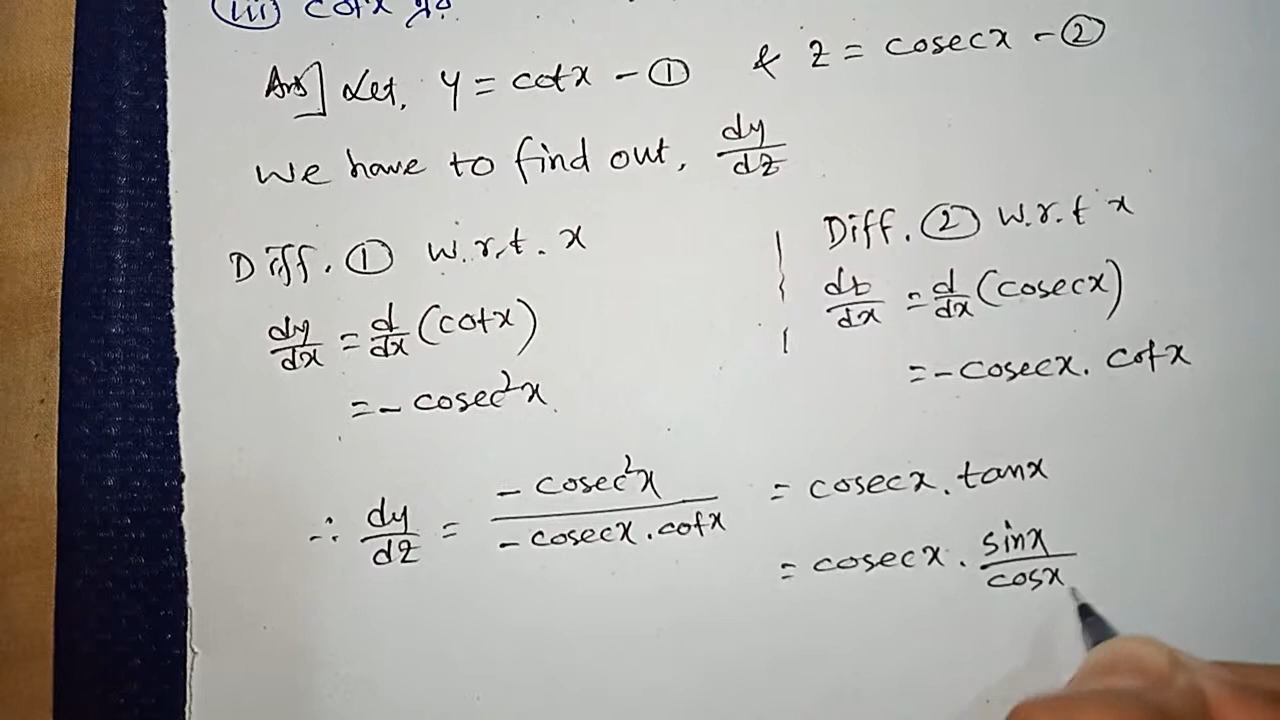 (iii) cotx
Ans] Let, y = cotx - ① & z = cosecx - ②
We have to find out, dy/dz
Diff. ① w.r.t. x
dy/dx = d/dx (cotx)
= - cosec²x
Diff. ② w.r.t x
dz/dx = d/dx (cosecx)
= - cosecx . cotx
∴ dy/dz = - cosec²x / - cosecx . cotx = cosecx . tanx
= cosecx . sinx/cosx